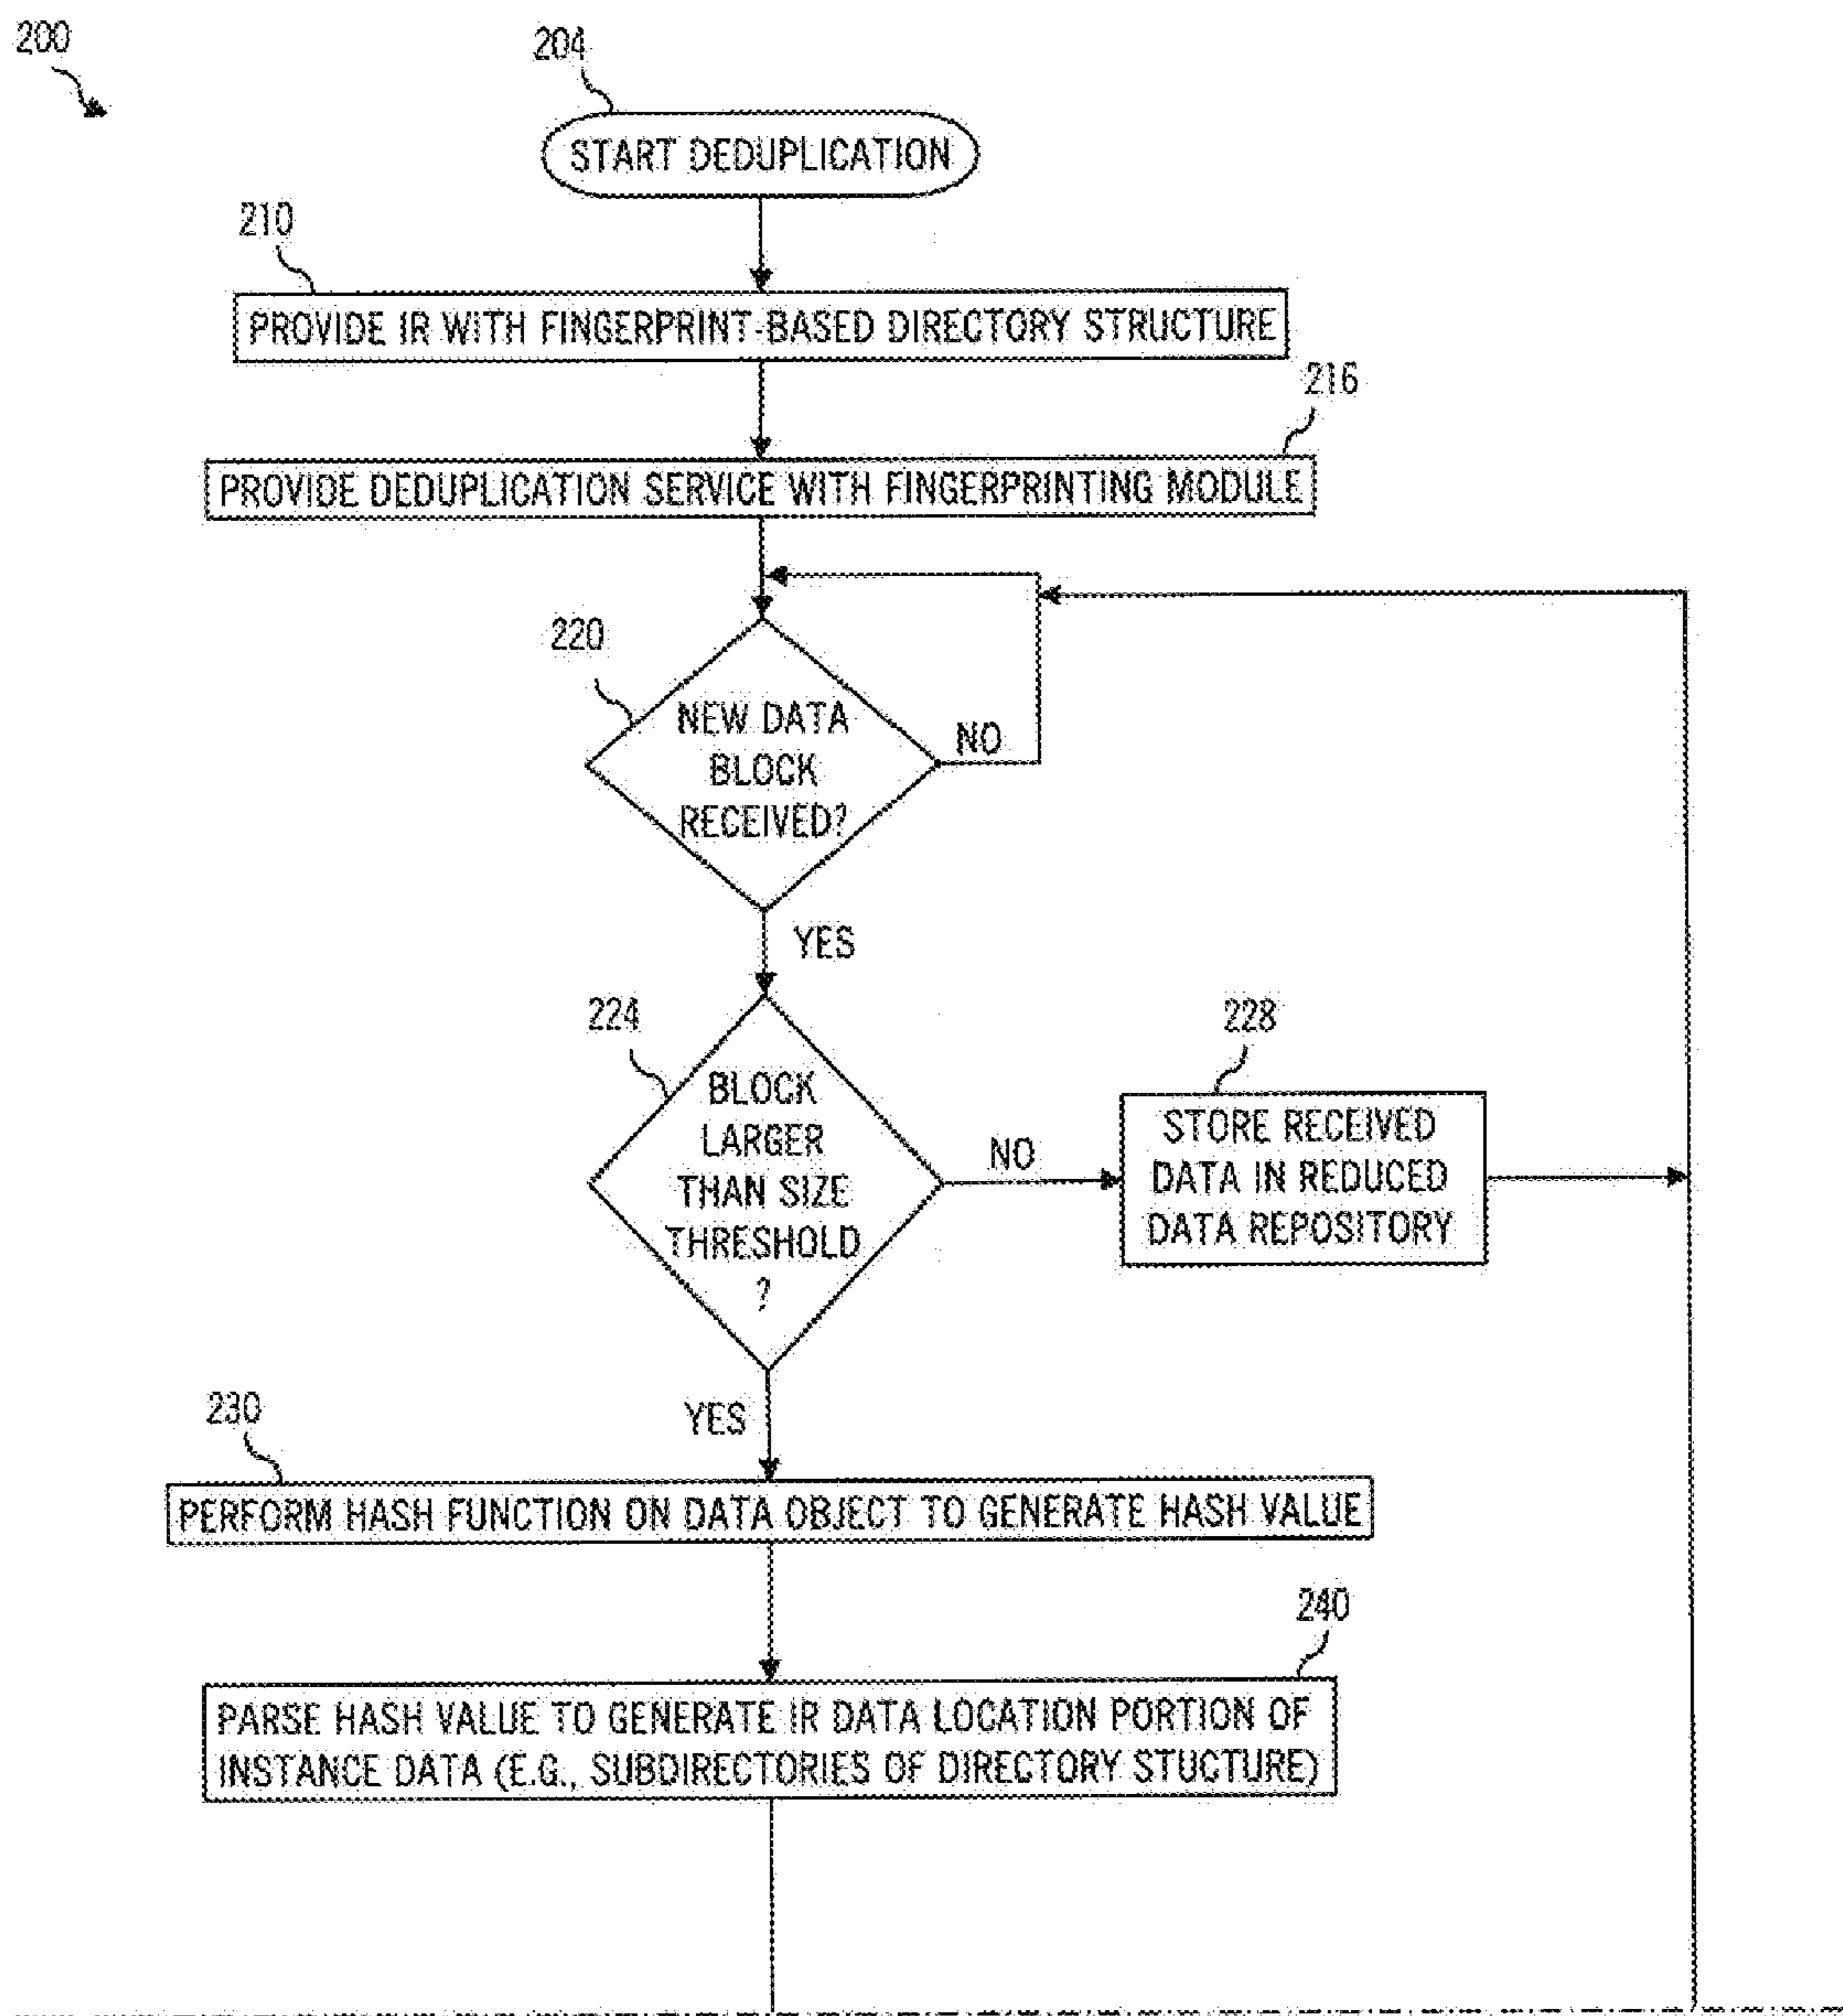 200
204
START DEDUPLICATION
210
PROVIDE IR WITH FINGERPRINT-BASED DIRECTORY STRUCTURE
216
PROVIDE DEDUPLICATION SERVICE WITH FINGERPRINTING MODULE
220
NEW DATA
BLOCK
RECEIVED?
NO
YES
224
BLOCK
LARGER
THAN SIZE
THRESHOLD
?
NO
228
STORE RECEIVED
DATA IN REDUCED
DATA REPOSITORY
YES
230
PERFORM HASH FUNCTION ON DATA OBJECT TO GENERATE HASH VALUE
240
PARSE HASH VALUE TO GENERATE IR DATA LOCATION PORTION OF
INSTANCE DATA (E.G., SUBDIRECTORIES OF DIRECTORY STUCTURE)